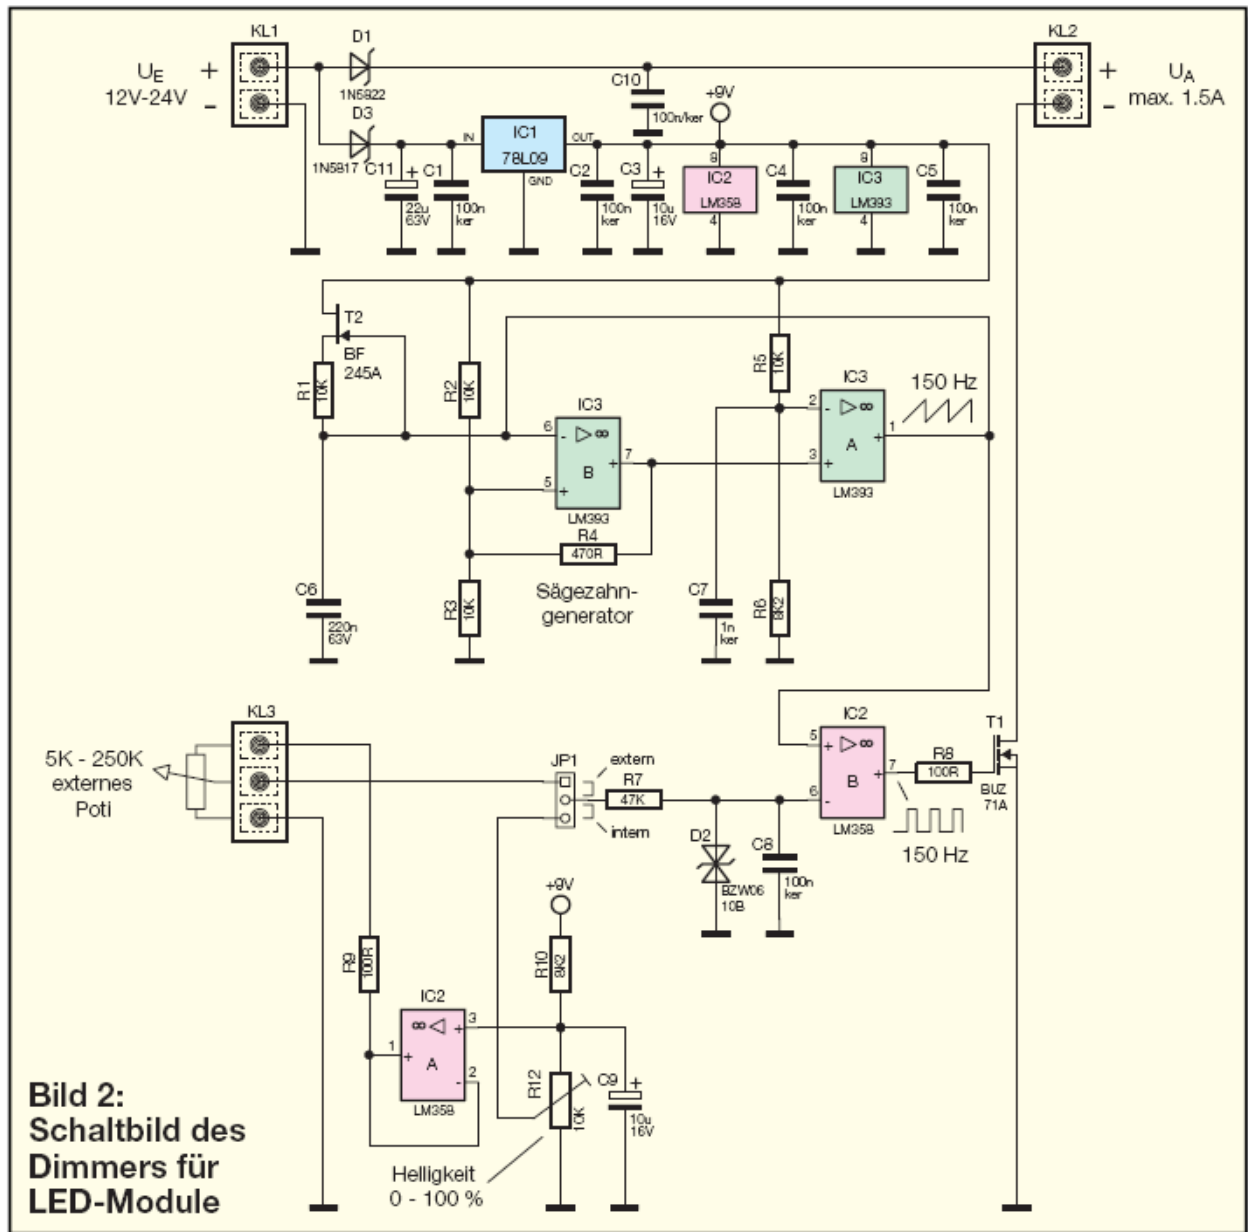 KL1
D1
KL2
U_E
+
12V-24V
-
1N5822
C10
100n/ker
+9V
+
U_A
-
max. 1.5A
D3
1N5817
C11
+
22u
63V
C1
100n
ker
IN
IC1
78L09
OUT
GND
C2
100n
ker
C3
+
10u
16V
8
IC2
LM358
4
C4
100n
ker
8
IC3
LM393
4
C5
100n
ker
T2
BF
245A
R1
10K
R2
10K
R5
10K
IC3
6
-
▷∞
B
5
+
+
7
LM393
IC3
2
-
▷∞
A
3
+
+
1
LM393
150 Hz
R4
470R
Sägezahn-
generator
C6
220n
63V
R3
10K
C7
1n
ker
R6
8K2
KL3
5K - 250K
externes
Poti
JP1
extern
intern
R7
47K
D2
BZW06
10B
C8
100n
ker
IC2
5
+
▷∞
B
6
-
+
7
LM358
R8
100R
T1
BUZ
71A
150 Hz
+9V
R10
8K2
R9
100R
IC2
∞◁
A
1
+
+
3
-
2
LM358
R12
10K
C9
+
10u
16V
Helligkeit
0 - 100 %
Bild 2:
Schaltbild des
Dimmers für
LED-Module